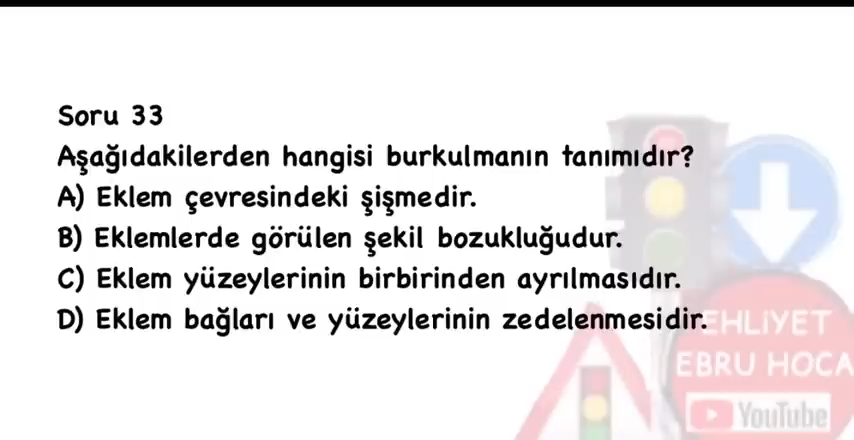 Soru 33
Aşağıdakilerden hangisi burkulmanın tanımıdır?
A) Eklem çevresindeki şişmedir.
B) Eklemlerde görülen şekil bozukluğudur.
C) Eklem yüzeylerinin birbirinden ayrılmasıdır.
D) Eklem bağları ve yüzeylerinin zedelenmesidir.
EHLİYET
EBRU HOCA
YouTube